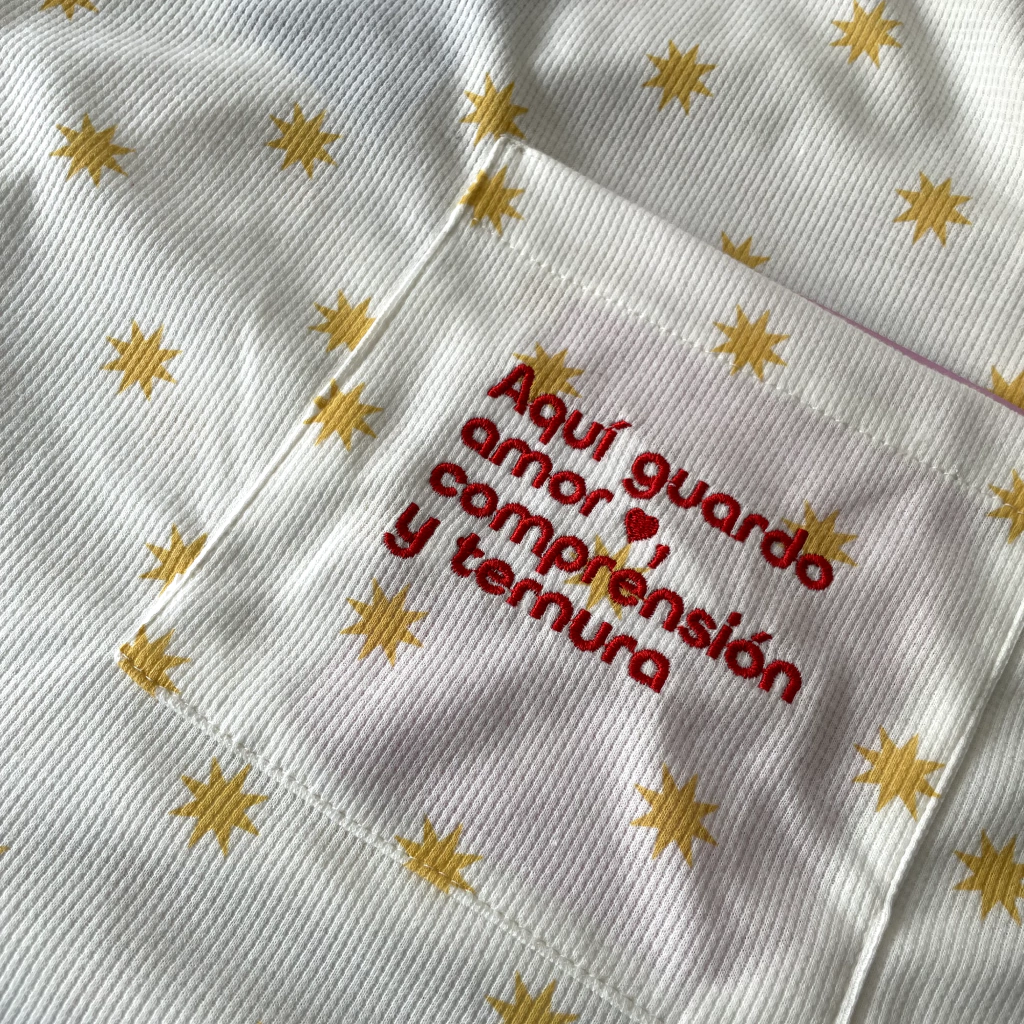 Aquí guardo
amor ♥,
comprensión
y ternura